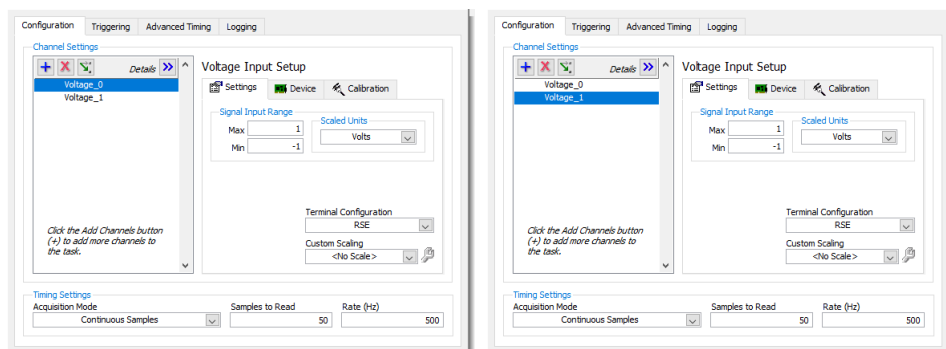 Configuration Triggering Advanced Timing Logging
Channel Settings
Details
Voltage_0
Voltage_1
Click the Add Channels button
(+) to add more channels to
the task.
Voltage Input Setup
Settings Device Calibration
Signal Input Range
Max 1
Min -1
Scaled Units
Volts
Terminal Configuration
RSE
Custom Scaling
<No Scale>
Timing Settings
Acquisition Mode
Continuous Samples
Samples to Read
50
Rate (Hz)
500
Configuration Triggering Advanced Timing Logging
Channel Settings
Details
Voltage_0
Voltage_1
Click the Add Channels button
(+) to add more channels to
the task.
Voltage Input Setup
Settings Device Calibration
Signal Input Range
Max 1
Min -1
Scaled Units
Volts
Terminal Configuration
RSE
Custom Scaling
<No Scale>
Timing Settings
Acquisition Mode
Continuous Samples
Samples to Read
50
Rate (Hz)
500